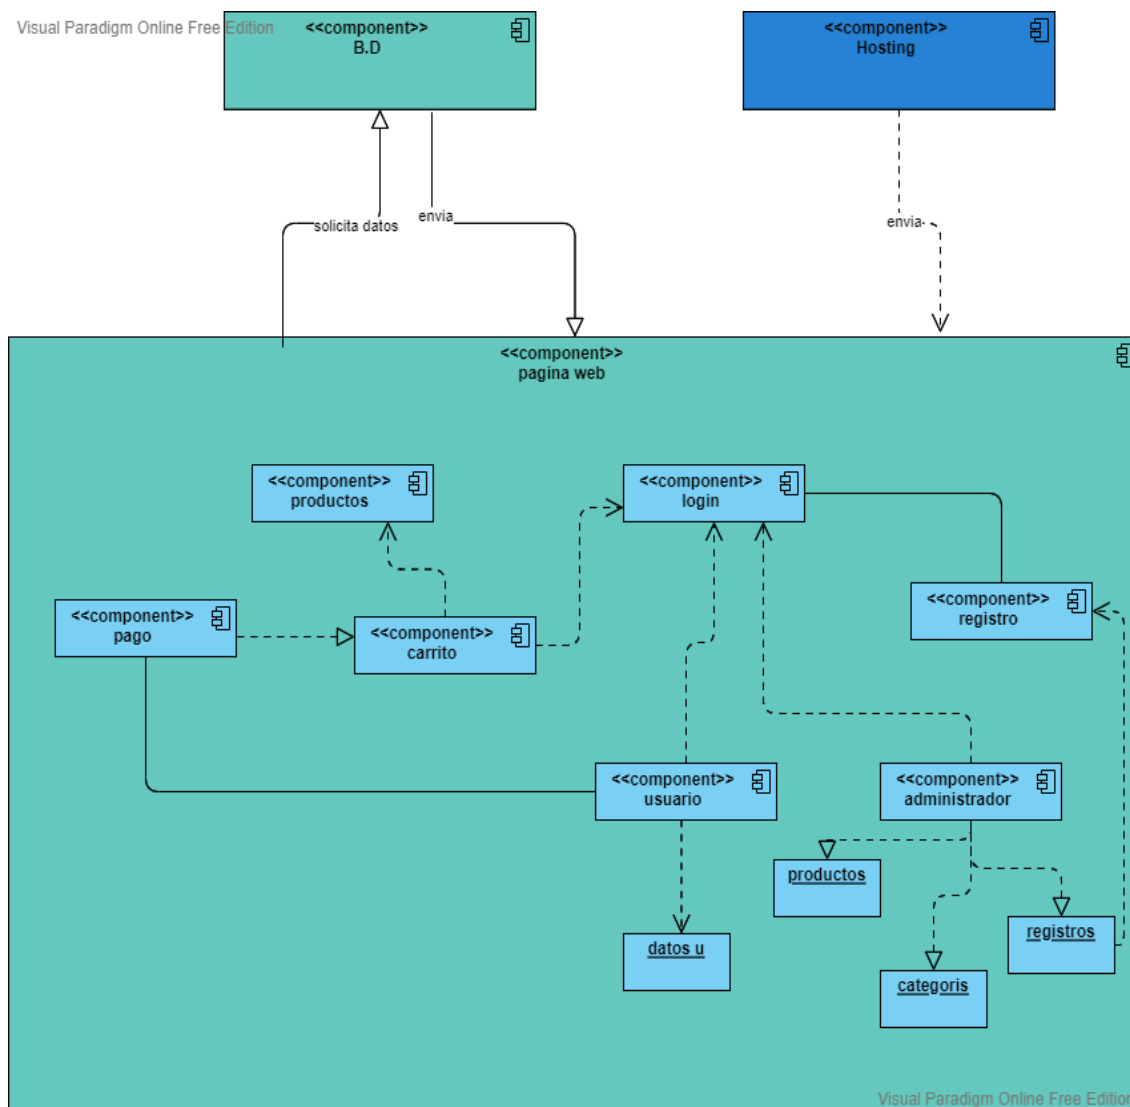 Visual Paradigm Online Free Edition
<<component>>
B.D
<<component>>
Hosting
solicita datos
envia
envia
<<component>>
pagina web
<<component>>
productos
<<component>>
login
<<component>>
registro
<<component>>
pago
<<component>>
carrito
<<component>>
usuario
<<component>>
administrador
productos
registros
datos u
categoris
Visual Paradigm Online Free Edition